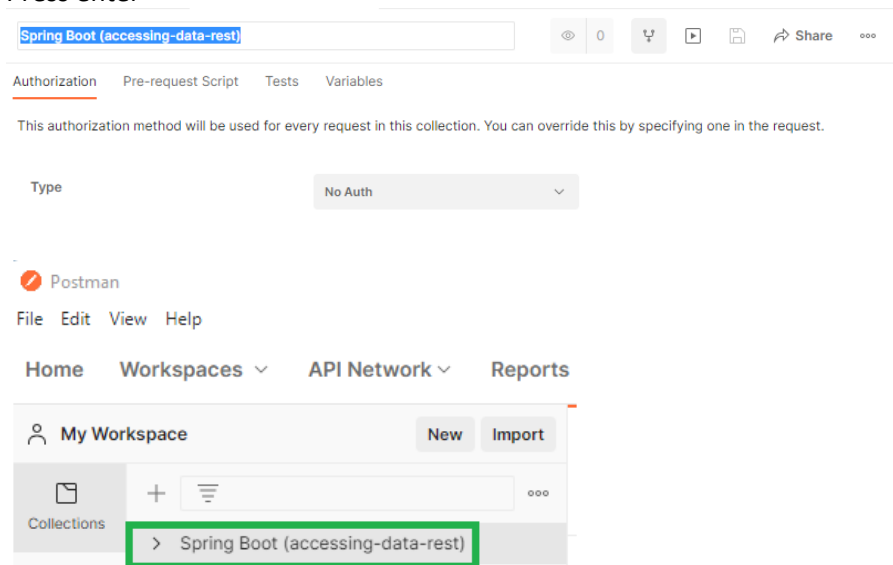 Spring Boot (accessing-data-rest) 0 Share
Authorization Pre-request Script Tests Variables
This authorization method will be used for every request in this collection. You can override this by specifying one in the request.
Type No Auth
Postman
File Edit View Help
Home Workspaces API Network Reports
My Workspace New Import
Collections
Spring Boot (accessing-data-rest)